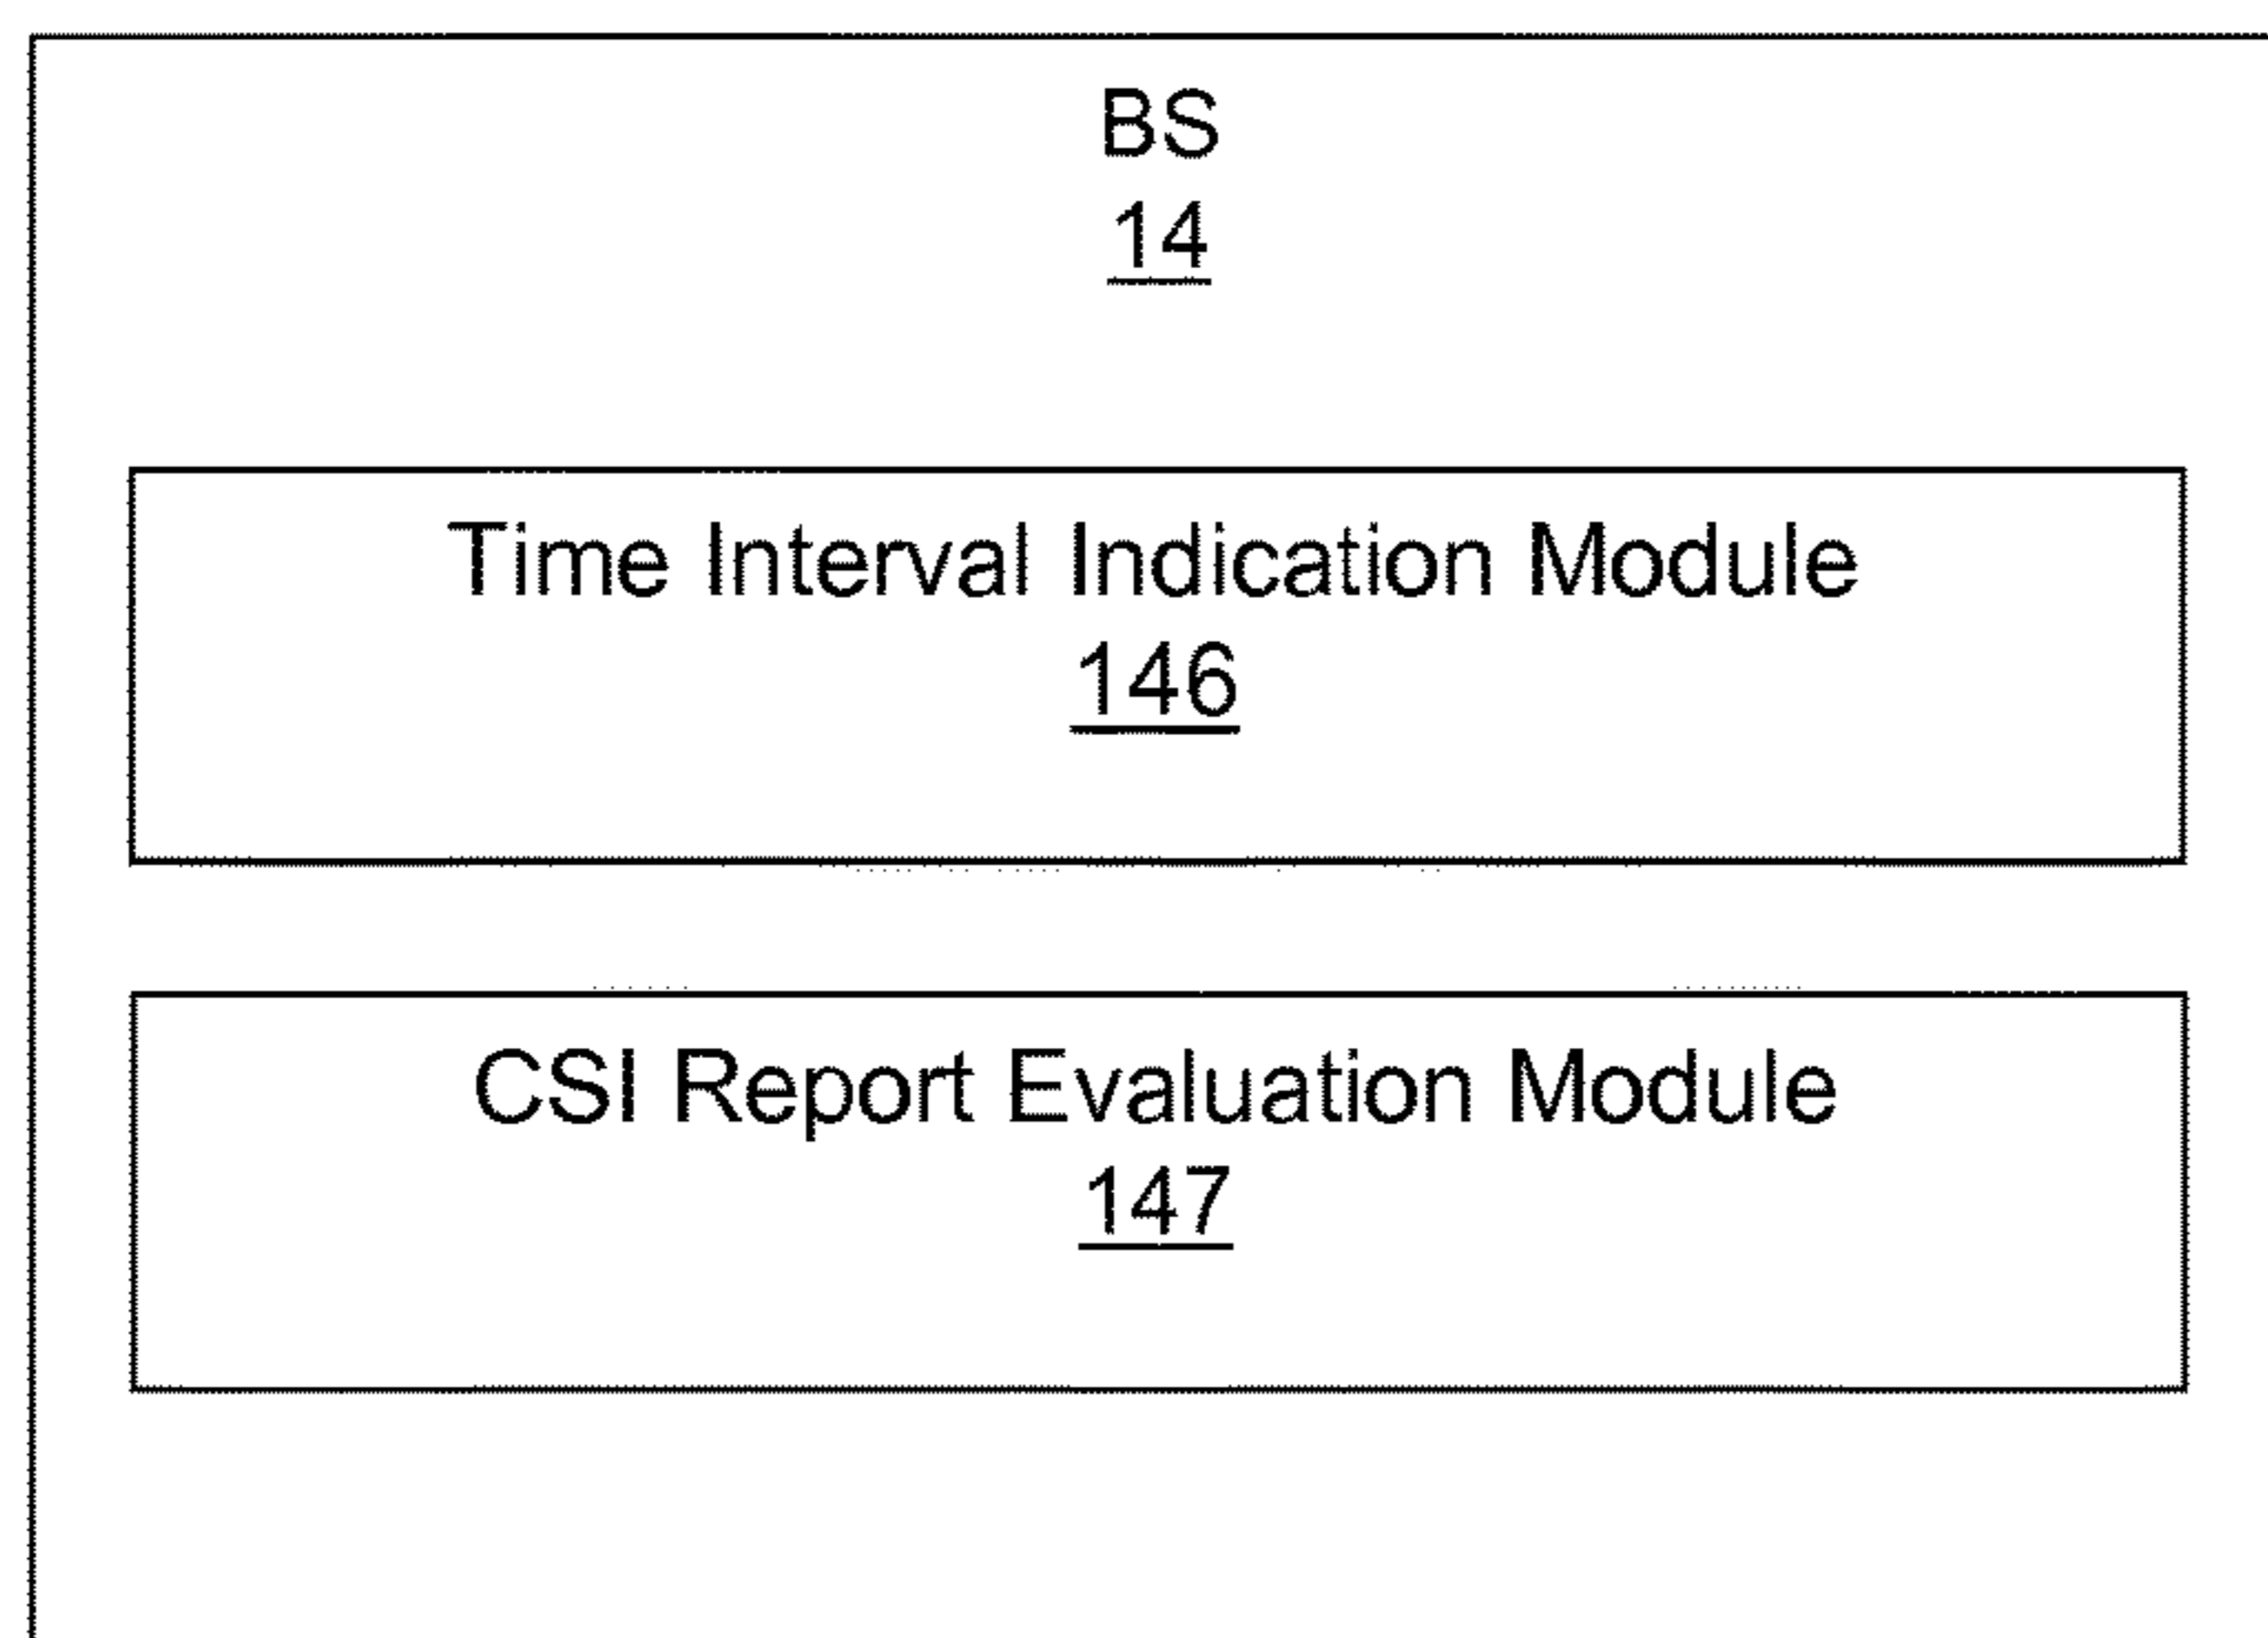 BS
14
Time Interval Indication Module
146
CSI Report Evaluation Module
147